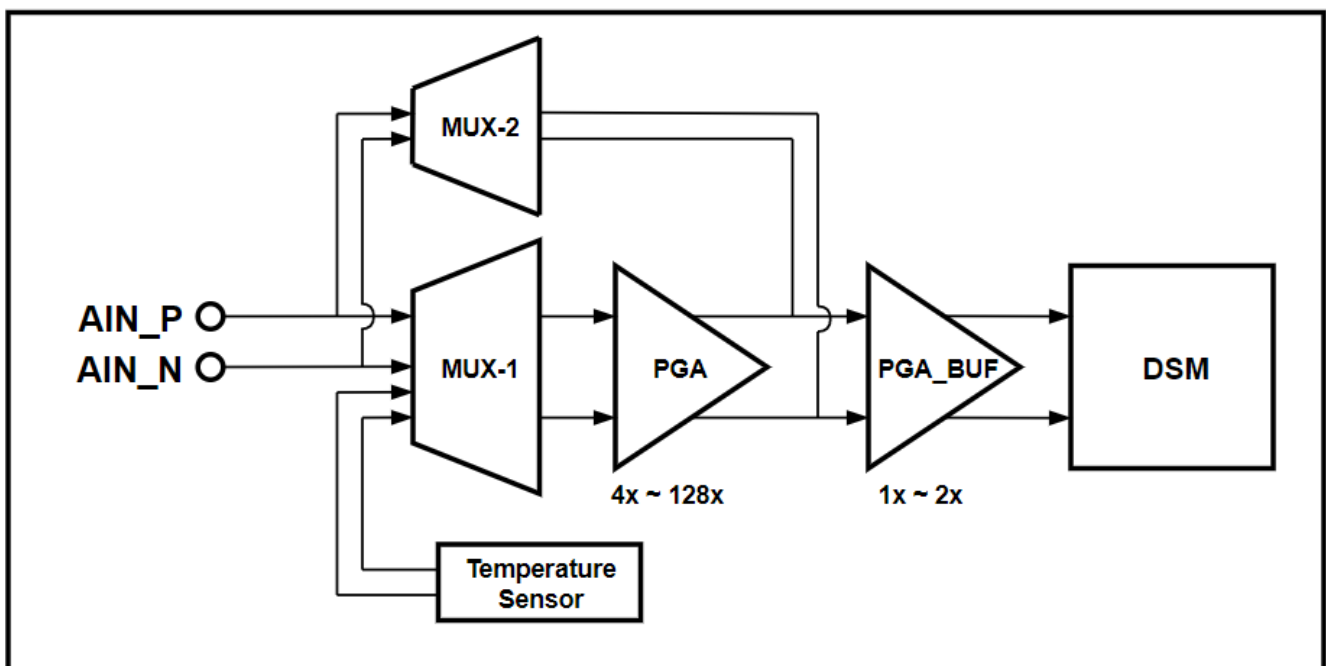 MUX-2
AIN_P
AIN_N
MUX-1
PGA
PGA_BUF
DSM
4x ~ 128x
1x ~ 2x
Temperature
Sensor